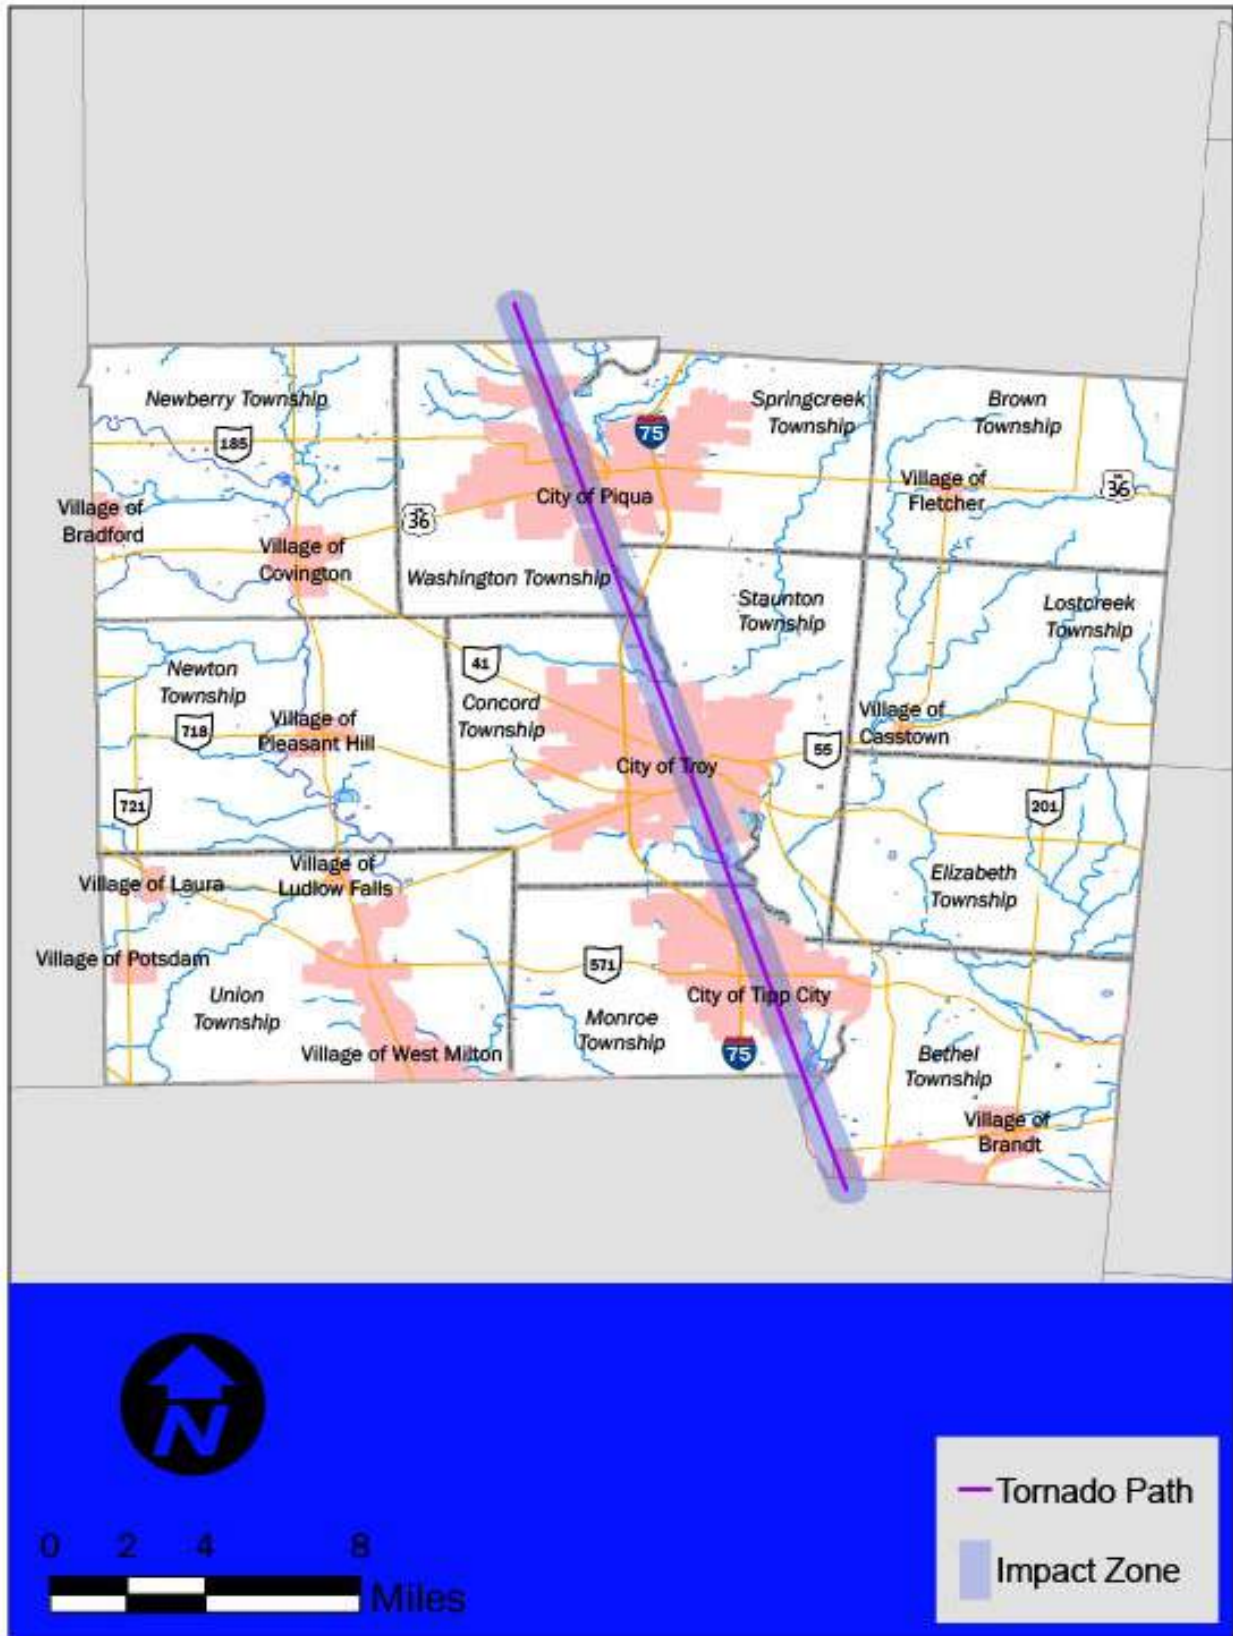 Newberry Township
185
75
Springcreek
Township
Brown
Township
Village of
Bradford
36
City of Piqua
Village of
Fletcher
36
Village of
Covington
Washington Township
Staunton
Township
Lostcreek
Township
Newton
Township
41
718
Village of
Pleasant Hill
Concord
Township
Village of
Casstown
City of Troy
55
721
201
Village of
Ludlow Falls
Village of Laura
Elizabeth
Township
Village of Potsdam
571
Union
Township
City of Tipp City
Monroe
Township
75
Village of West Milton
Bethel
Township
Village of
Brandt
N
0 2 4 8
Miles
Tornado Path
Impact Zone